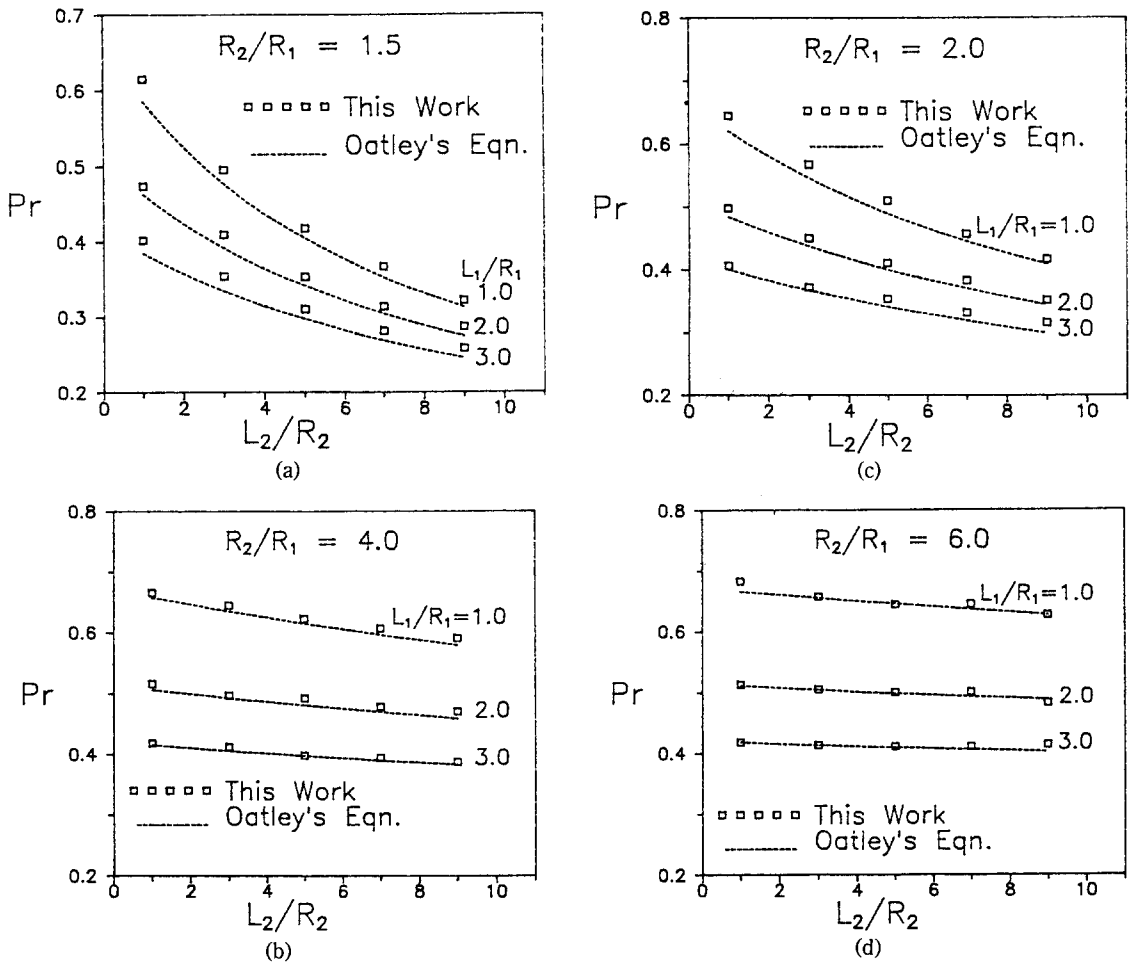 R₂/R₁ = 1.5
This Work
Oatley's Eqn.
Pr
0.7
0.6
0.5
0.4
0.3
0.2
L₁/R₁
1.0
2.0
3.0
0 2 4 6 8 10
L₂/R₂
(a)
R₂/R₁ = 2.0
This Work
Oatley's Eqn.
Pr
0.8
0.6
0.4
0.2
L₁/R₁=1.0
2.0
3.0
0 2 4 6 8 10
L₂/R₂
(c)
R₂/R₁ = 4.0
Pr
0.8
0.6
0.4
0.2
L₁/R₁=1.0
2.0
3.0
This Work
Oatley's Eqn.
0 2 4 6 8 10
L₂/R₂
(b)
R₂/R₁ = 6.0
Pr
0.8
0.6
0.4
0.2
L₁/R₁=1.0
2.0
3.0
This Work
Oatley's Eqn.
0 2 4 6 8 10
L₂/R₂
(d)